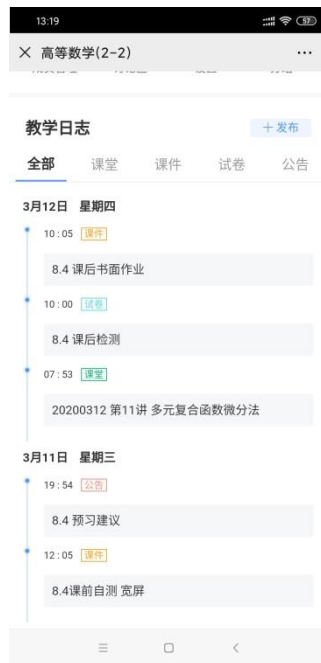 13:19
57
高等数学(2-2)
教学日志
+发布
全部 课堂 课件 试卷 公告
3月12日 星期四
10:05 课件
8.4 课后书面作业
10:00 试卷
8.4 课后检测
07:53 课堂
20200312 第11讲 多元复合函数微分法
3月11日 星期三
19:54 公告
8.4 预习建议
12:05 课件
8.4课前自测 宽屏